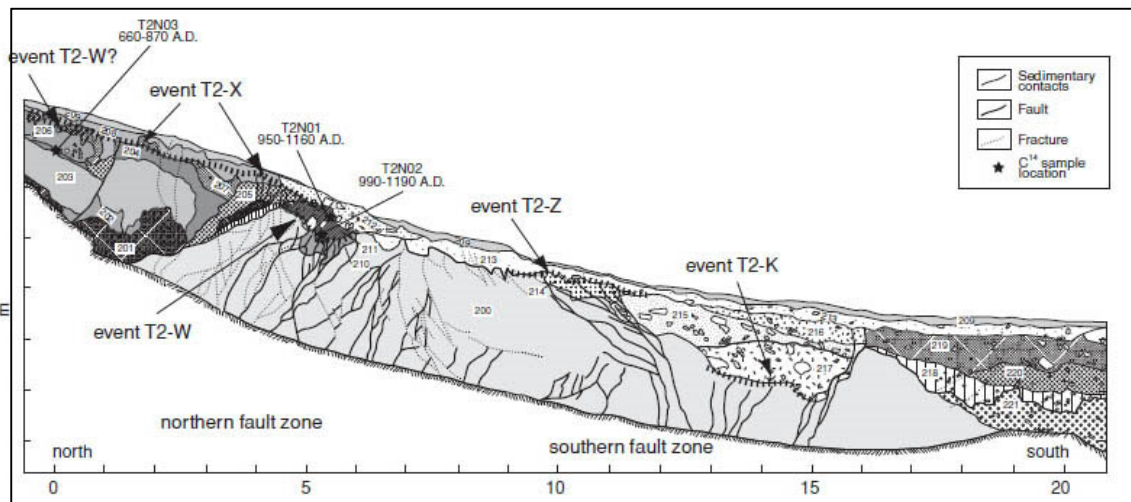 T2N03
660-870 A.D.
event T2-W?
event T2-X
T2N01
950-1160 A.D.
T2N02
990-1190 A.D.
event T2-Z
event T2-K
event T2-W
Sedimentary
contacts
Fault
Fracture
C14 sample
location
206
204
203
205
201
212
211
210
213
214
200
215
216
217
209
219
218
220
221
m
northern fault zone
southern fault zone
north
south
0
5
10
15
20